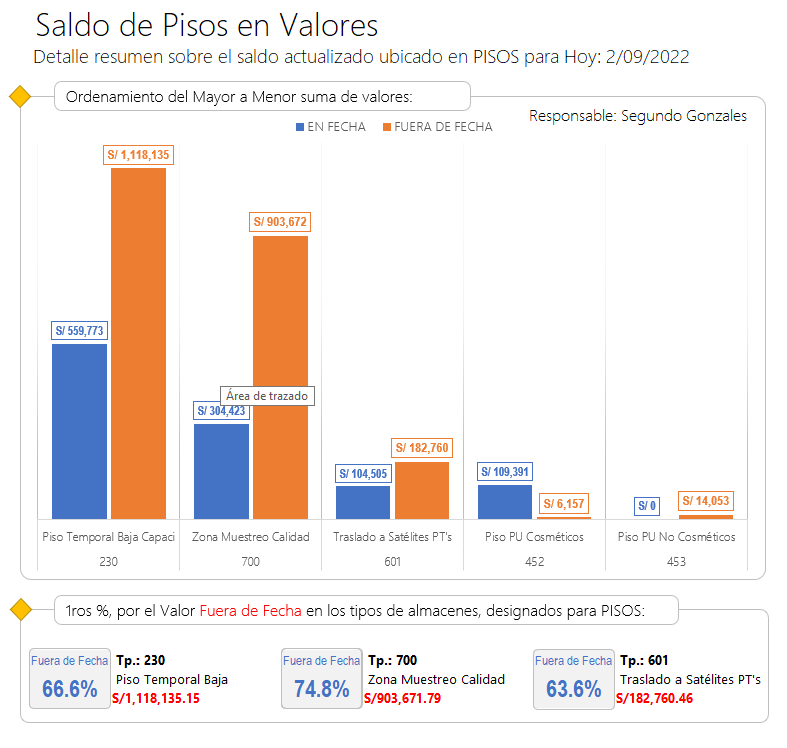 Saldo de Pisos en Valores
Detalle resumen sobre el saldo actualizado ubicado en PISOS para Hoy: 2/09/2022
Ordenamiento del Mayor a Menor suma de valores:
Responsable: Segundo Gonzales
EN FECHA FUERA DE FECHA
S/ 1,118,135
S/ 903,672
S/ 559,773
Área de trazado
S/ 304,423
S/ 182,760
S/ 104,505
S/ 109,391
S/ 6,157
S/ 0
S/ 14,053
Piso Temporal Baja Capaci Zona Muestreo Calidad Traslado a Satélites PT's Piso PU Cosméticos Piso PU No Cosméticos
230 700 601 452 453
1ros %, por el Valor Fuera de Fecha en los tipos de almacenes, designados para PISOS:
Fuera de Fecha
66.6%
Tp.: 230
Piso Temporal Baja
S/1,118,135.15
Fuera de Fecha
74.8%
Tp.: 700
Zona Muestreo Calidad
S/903,671.79
Fuera de Fecha
63.6%
Tp.: 601
Traslado a Satélites PT's
S/182,760.46